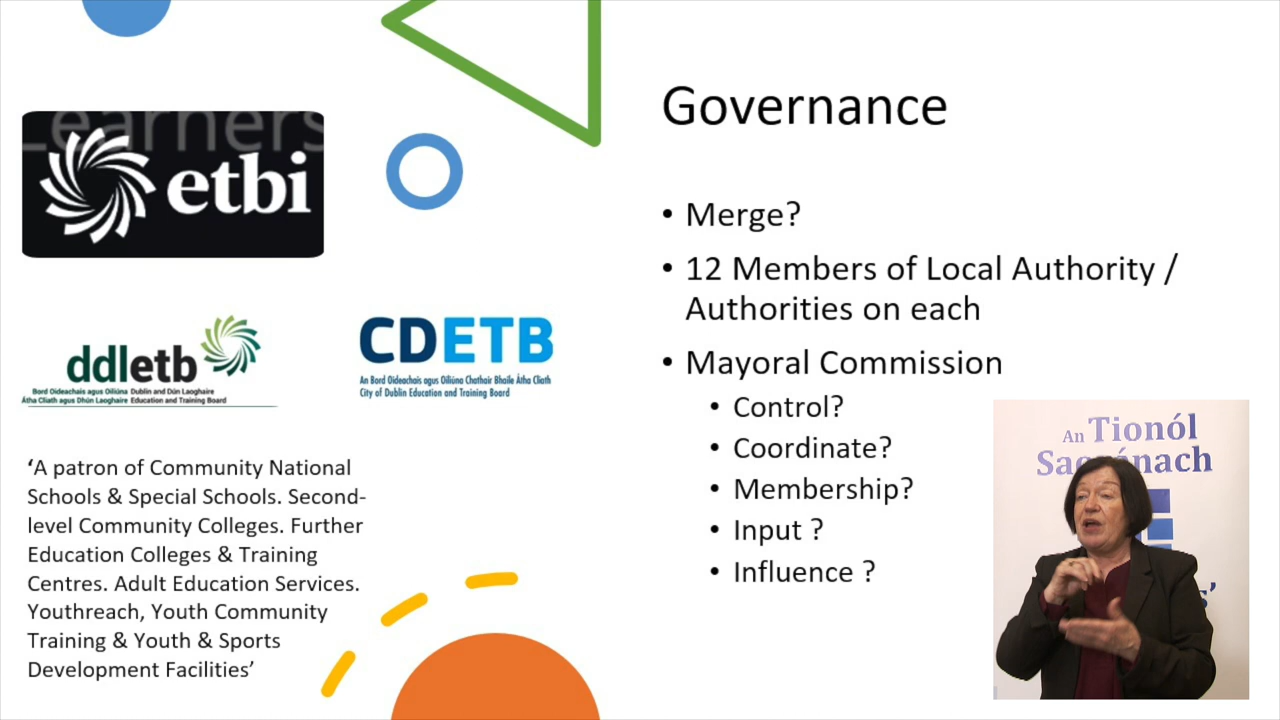 Learners
etbi
ddletb
Bord Oideachais agus Oiliúna Dublin and Dún Laoghaire
Átha Cliath agus Dhún Laoghaire Education and Training Board
CDETB
An Bord Oideachais agus Oiliúna Chathair Bhaile Átha Cliath
City of Dublin Education and Training Board
‘A patron of Community National
Schools & Special Schools. Second-
level Community Colleges. Further
Education Colleges & Training
Centres. Adult Education Services.
Youthreach, Youth Community
Training & Youth & Sports
Development Facilities’
Governance
• Merge?
• 12 Members of Local Authority /
Authorities on each
• Mayoral Commission
• Control?
• Coordinate?
• Membership?
• Input ?
• Influence ?
An Tionól